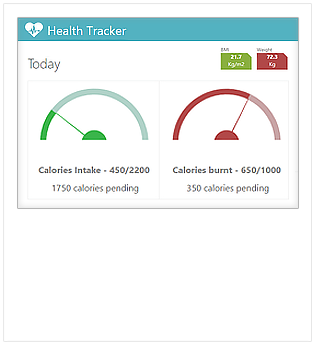 Health Tracker
BMI Weight
Today 21.7 72.3
Kg/m2 Kg
Calories Intake - 450/2200 Calories burnt - 650/1000
1750 calories pending 350 calories pending